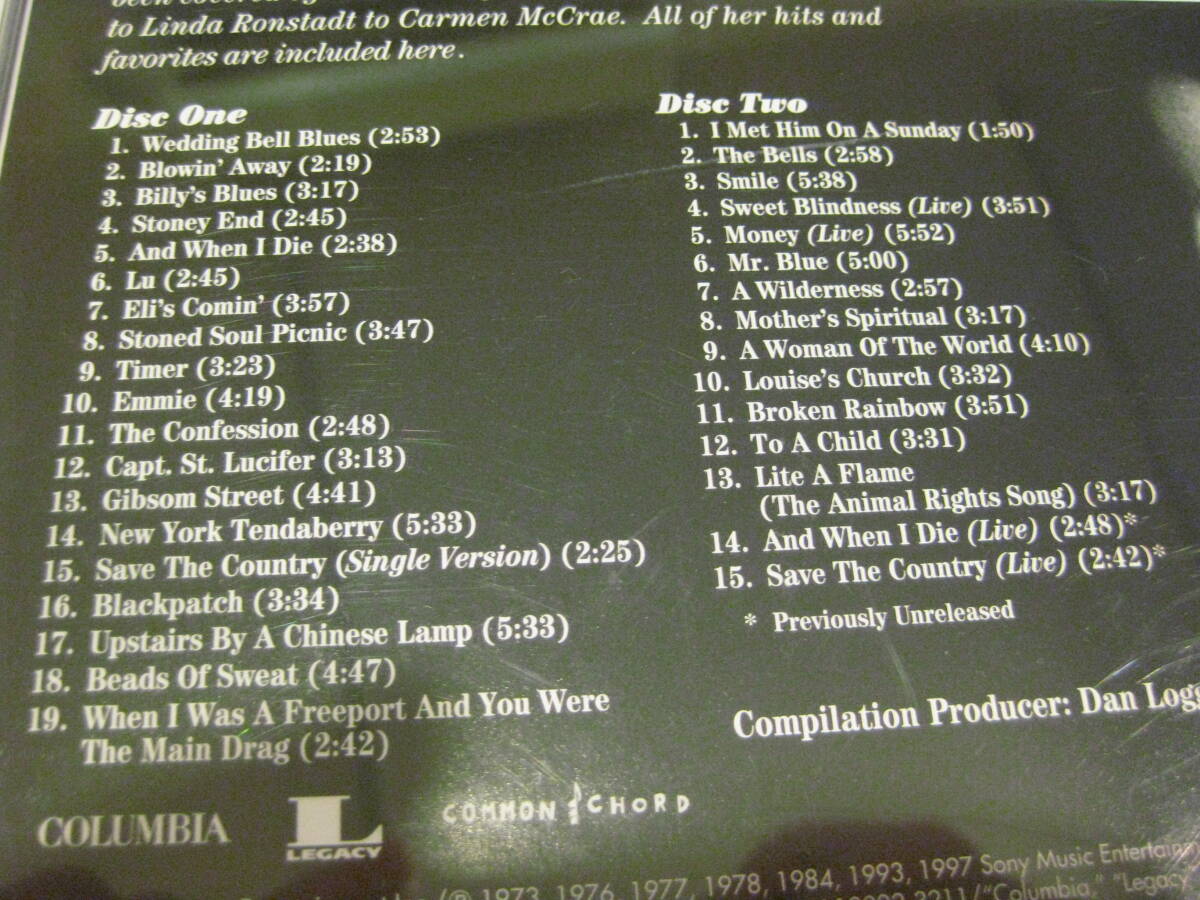 to Linda Ronstadt to Carmen McCrae. All of her hits and
favorites are included here.
Disc One
1. Wedding Bell Blues (2:53)
2. Blowin' Away (2:19)
3. Billy's Blues (3:17)
4. Stoney End (2:45)
5. And When I Die (2:38)
6. Lu (2:45)
7. Eli's Comin' (3:57)
8. Stoned Soul Picnic (3:47)
9. Timer (3:23)
10. Emmie (4:19)
11. The Confession (2:48)
12. Capt. St. Lucifer (3:13)
13. Gibsom Street (4:41)
14. New York Tendaberry (5:33)
15. Save The Country (Single Version) (2:25)
16. Blackpatch (3:34)
17. Upstairs By A Chinese Lamp (5:33)
18. Beads Of Sweat (4:47)
19. When I Was A Freeport And You Were
The Main Drag (2:42)
Disc Two
1. I Met Him On A Sunday (1:50)
2. The Bells (2:58)
3. Smile (5:38)
4. Sweet Blindness (Live) (3:51)
5. Money (Live) (5:52)
6. Mr. Blue (5:00)
7. A Wilderness (2:57)
8. Mother's Spiritual (3:17)
9. A Woman Of The World (4:10)
10. Louise's Church (3:32)
11. Broken Rainbow (3:51)
12. To A Child (3:31)
13. Lite A Flame
(The Animal Rights Song) (3:17)
14. And When I Die (Live) (2:48)*
15. Save The Country (Live) (2:42)*
* Previously Unreleased
Compilation Producer: Dan
COLUMBIA
L
LEGACY
COMMON CHORD
℗ 1973, 1976, 1977, 1978, 1984, 1993, 1997 Sony Music
"Columbia," "Legacy"